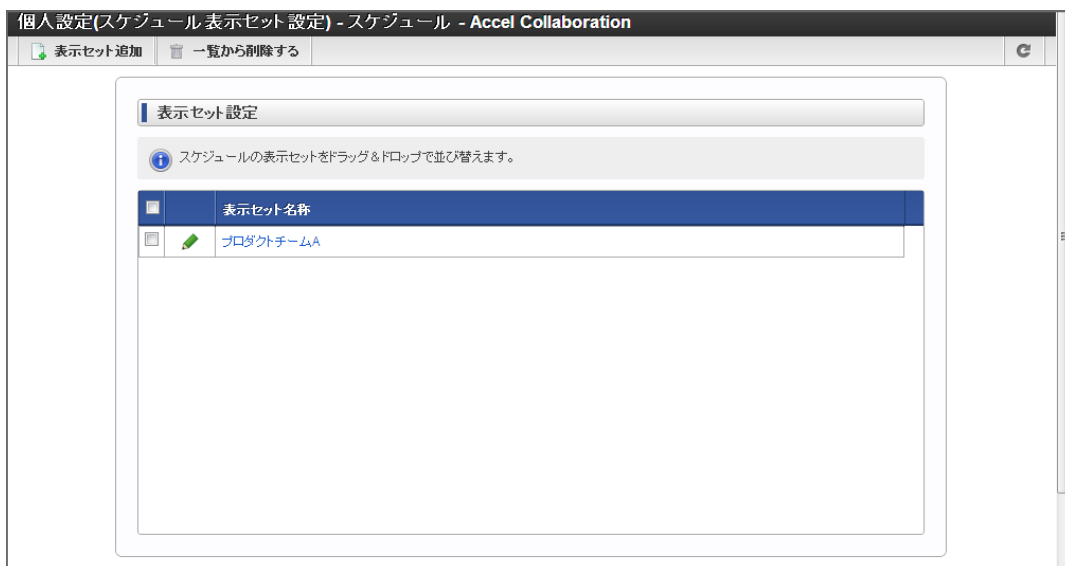 個人設定(スケジュール 表示セット設定) - スケジュール - Accel Collaboration
表示セット追加 一覧から削除する
表示セット設定
スケジュールの表示セットをドラッグ&ドロップで並び替えます。
表示セット名称
プロダクトチームA